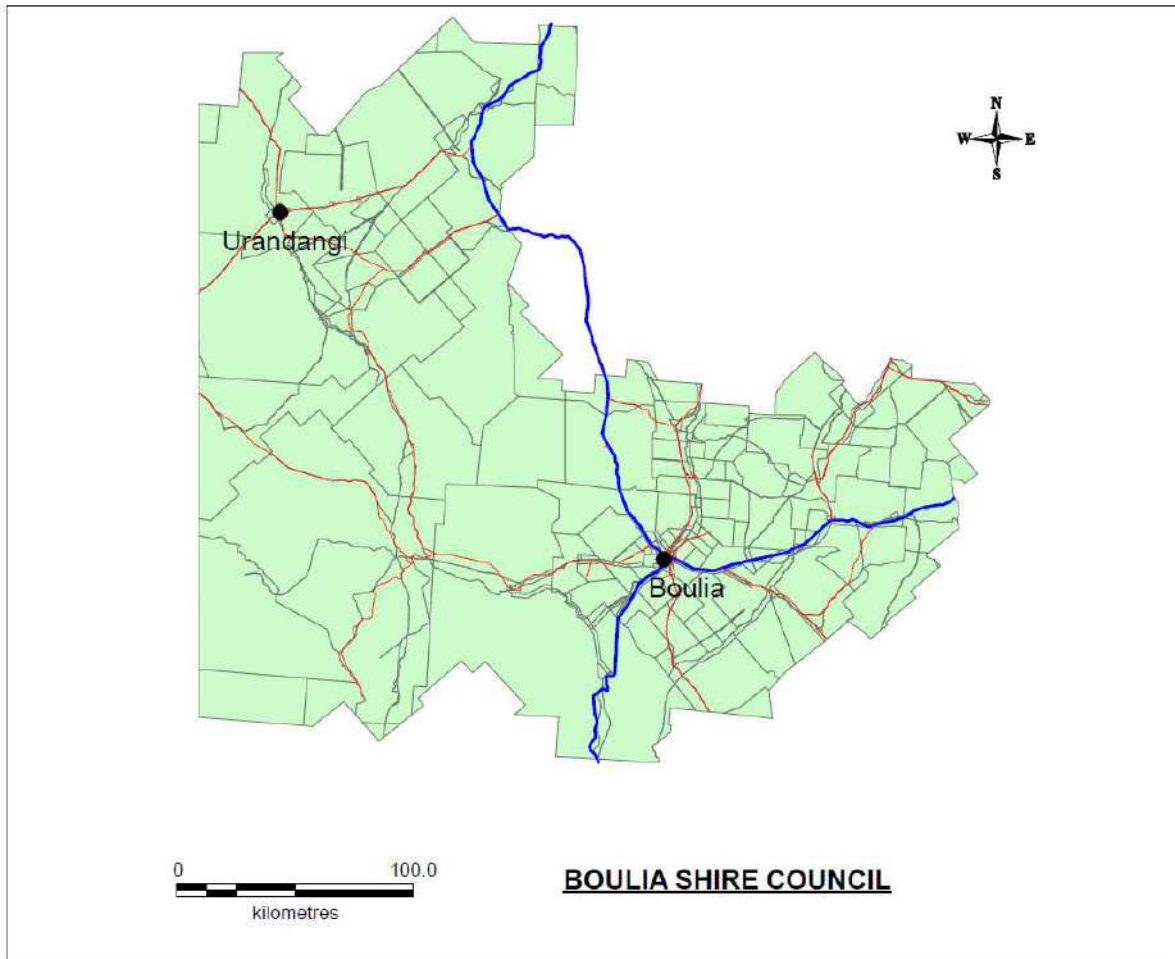 N
W E
S
Urandangi
Boulia
0 100.0
kilometres
BOULIA SHIRE COUNCIL